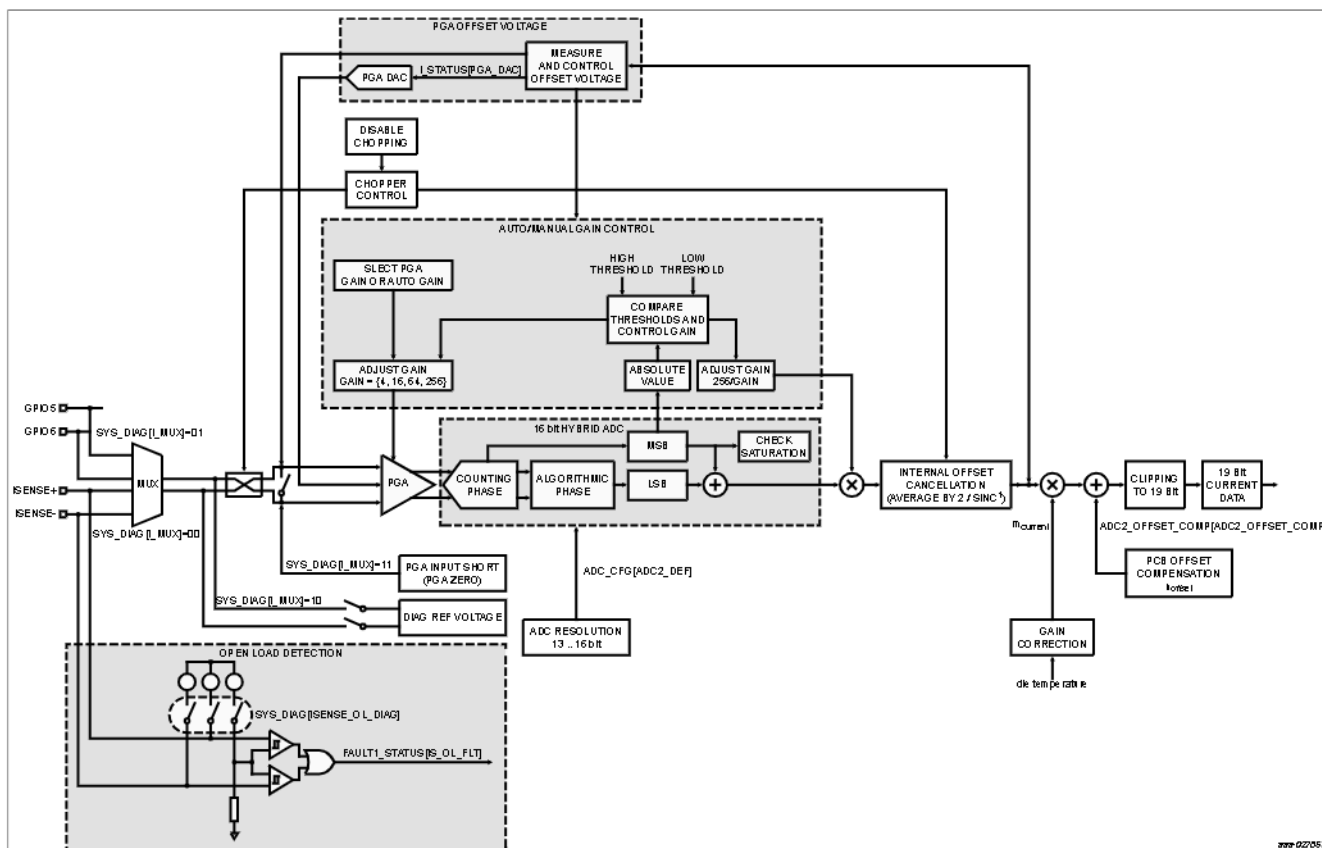 PGA OFFSET VOLTAGE
MEASURE
AND CONTROL
OFFSET VOLTAGE
I_STATUS[PGA_DAC]
PGA DAC
DISABLE
CHOPPING
CHOPPER
CONTROL
AUTO/MANUAL GAIN CONTROL
SLECT PGA
GAIN OR AUTO GAIN
HIGH
THRESHOLD
LOW
THRESHOLD
COMPARE
THRESHOLDS AND
CONTROL GAIN
ADJUST GAIN
GAIN = {4, 16, 64, 256}
ABSOLUTE
VALUE
ADJUST GAIN
256/GAIN
GPIO5
GPIO6
SYS_DIAG[I_MUX]=01
MUX
ISENSE+
ISENSE-
SYS_DIAG[I_MUX]=00
PGA
16 bit HYBRID ADC
COUNTING
PHASE
ALGORITHMIC
PHASE
MSB
LSB
CHECK
SATURATION
INTERNAL OFFSET
CANCELLATION
(AVERAGE BY 2 / SINC¹)
CLIPPING
TO 19 Bit
19 Bit
CURRENT
DATA
mcurrent
ADC2_OFFSET_COMP[ADC2_OFFSET_COMP
PCB OFFSET
COMPENSATION
SYS_DIAG[I_MUX]=11
PGA INPUT SHORT
(PGA ZERO)
SYS_DIAG[I_MUX]=10
DIAG REF VOLTAGE
ADC_CFG[ADC2_DEF]
ADC RESOLUTION
13 .. 16 bit
GAIN
CORRECTION
die temperature
OPEN LOAD DETECTION
SYS_DIAG[ISENSE_OL_DIAG]
FAULT1_STATUS[IS_OL_FLT]